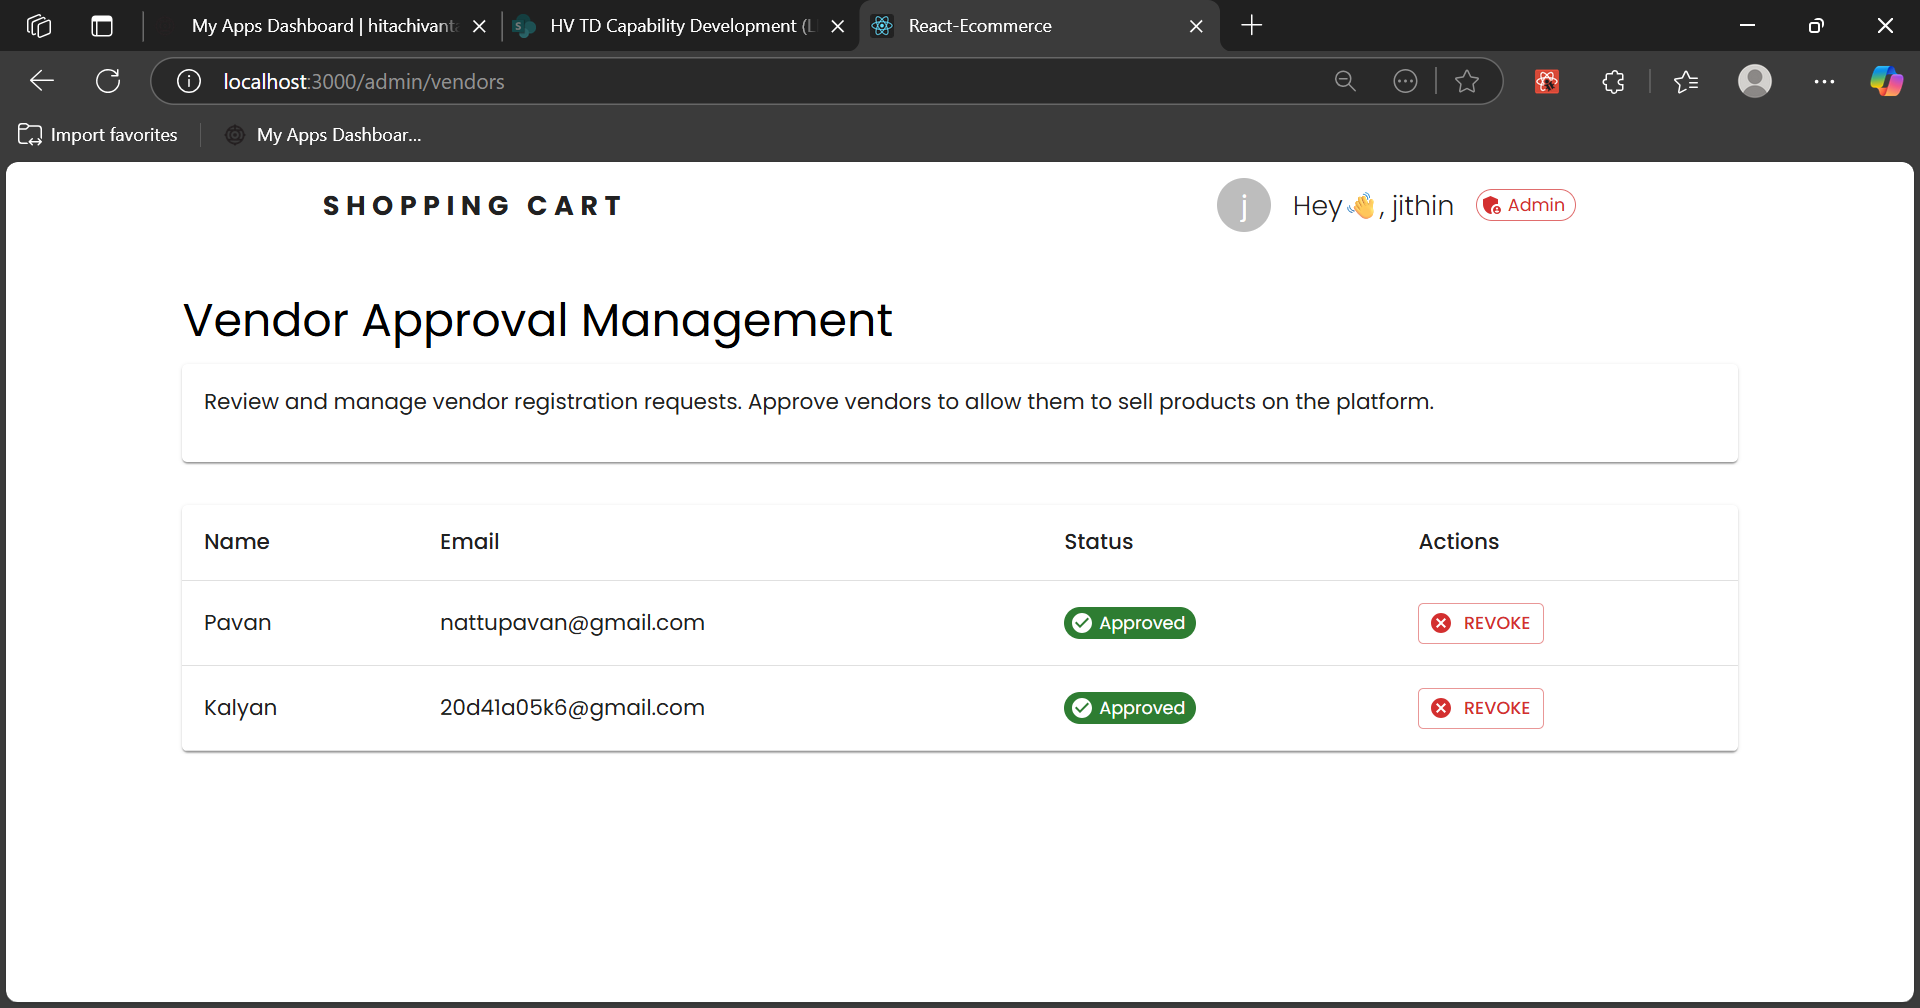 My Apps Dashboard | hitachivanta
HV TD Capability Development (L
React-Ecommerce
localhost:3000/admin/vendors
Import favorites
My Apps Dashboar...
SHOPPING CART
j
Hey👋, jithin
Admin
Vendor Approval Management
Review and manage vendor registration requests. Approve vendors to allow them to sell products on the platform.
Name Email Status Actions
Pavan nattupavan@gmail.com Approved REVOKE
Kalyan 20d41a05k6@gmail.com Approved REVOKE